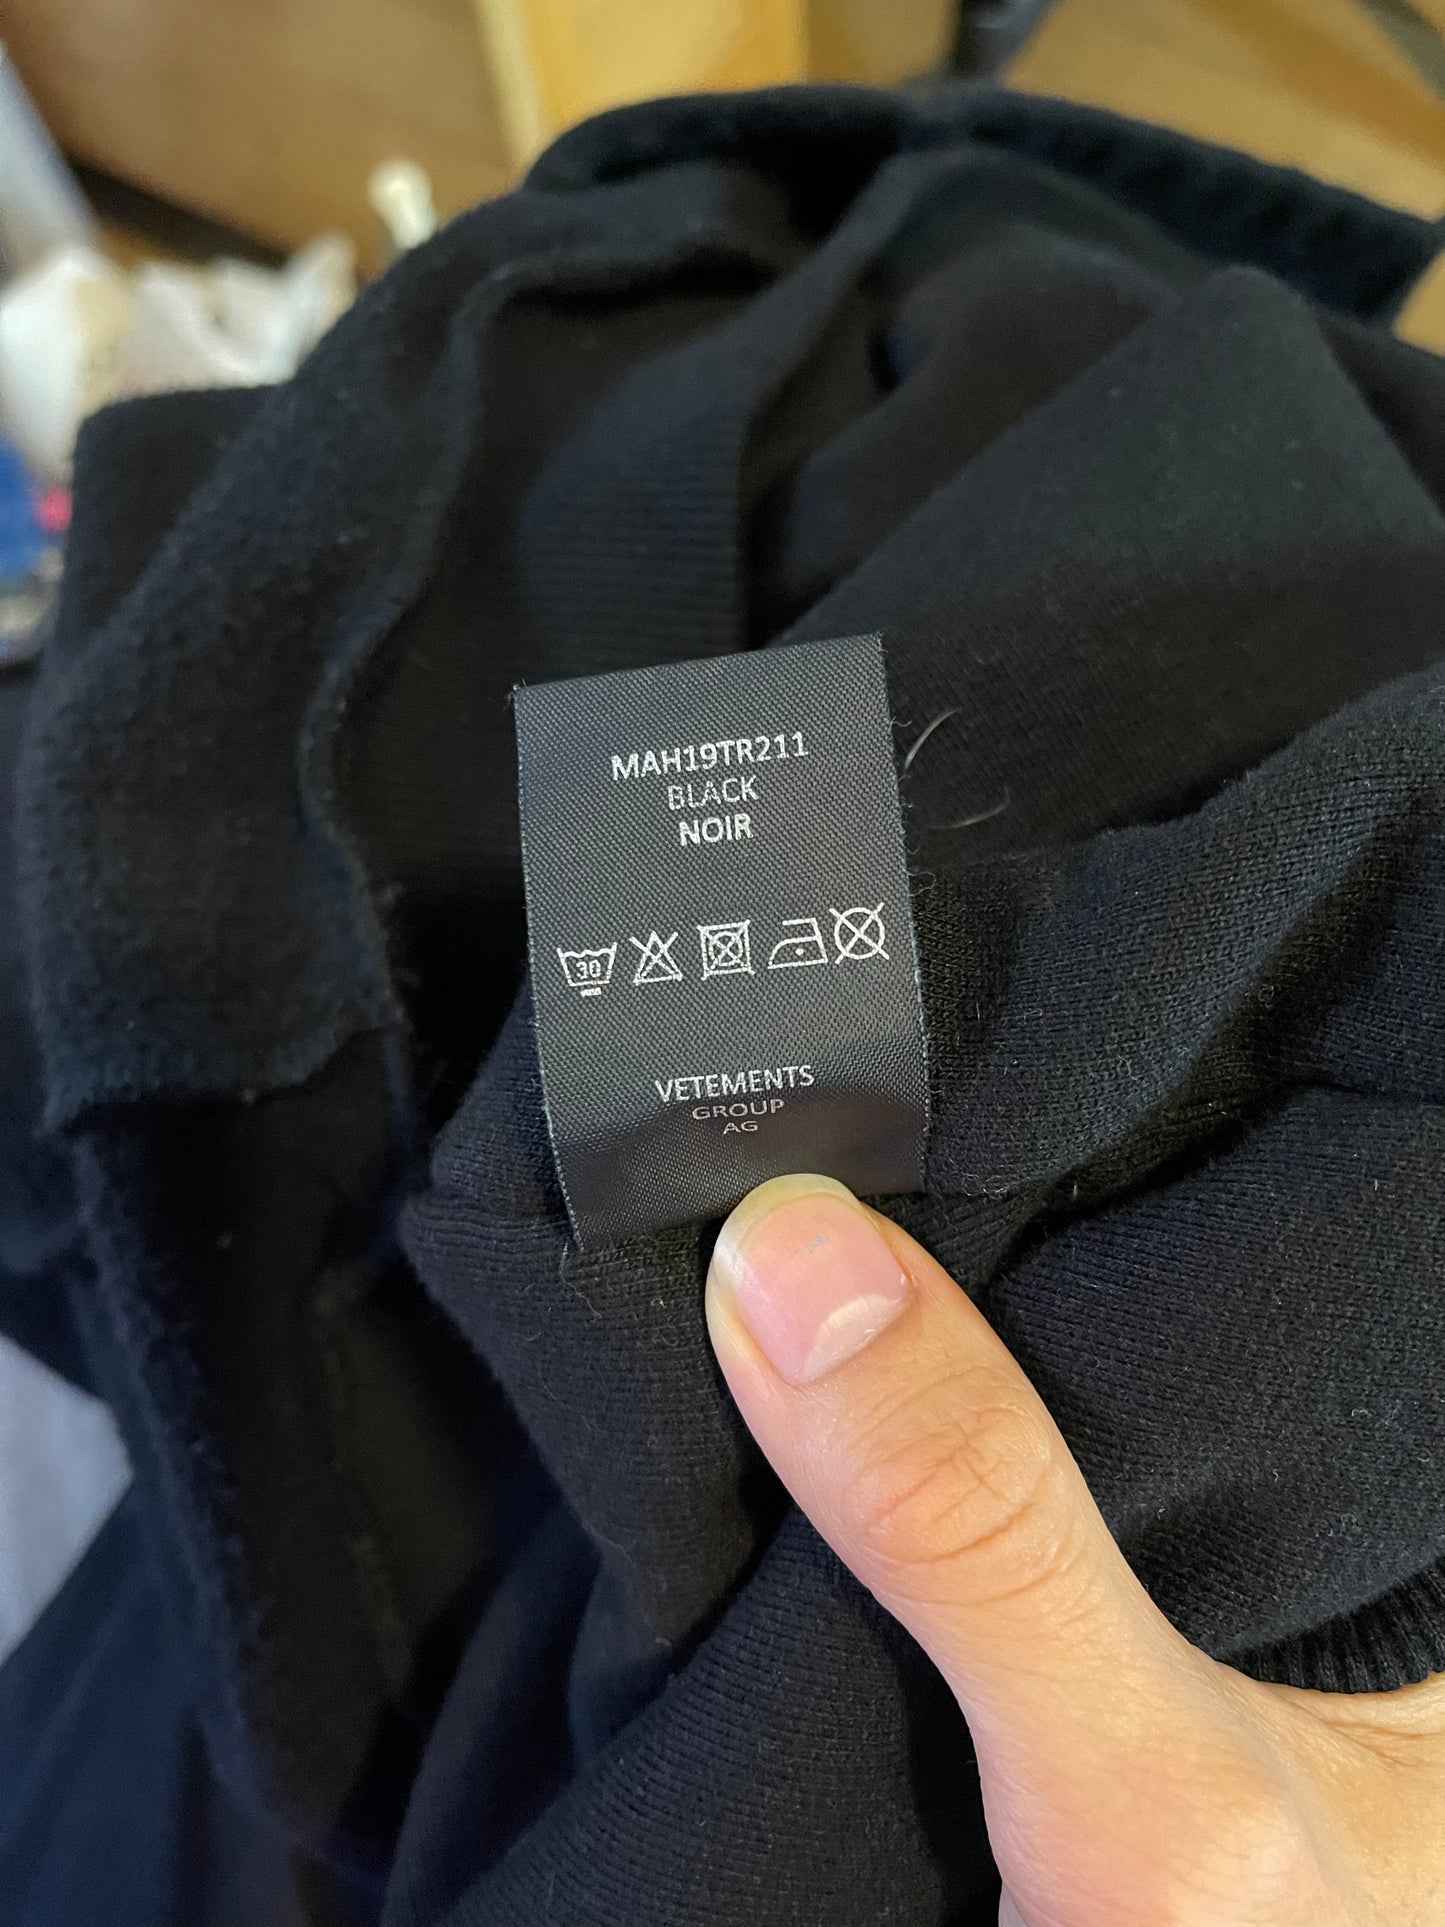 MAH19TR211
BLACK
NOIR
30
VETEMENTS
GROUP
AG